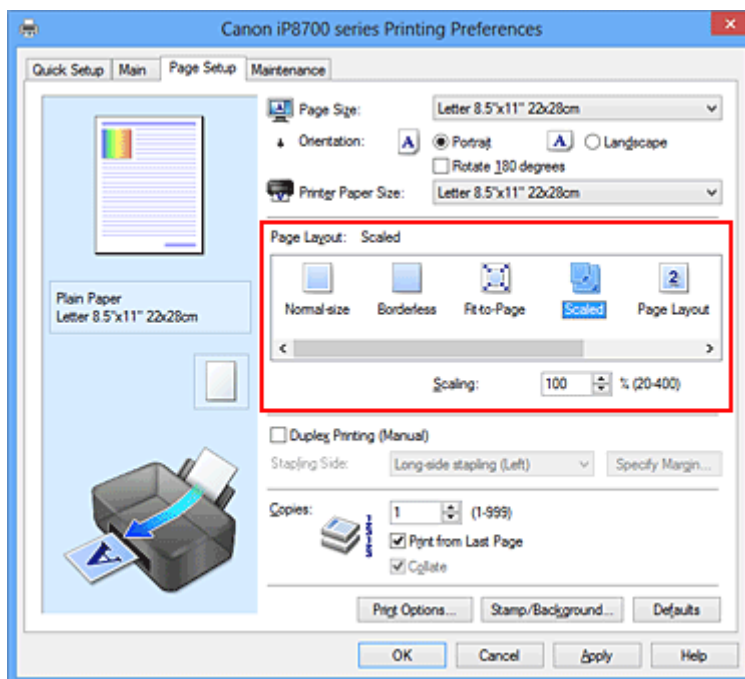 Canon iP8700 series Printing Preferences
Quick Setup Main Page Setup Maintenance
Page Size: Letter 8.5"x11" 22x28cm
Orientation: A Portrait A Landscape
Rotate 180 degrees
Printer Paper Size: Letter 8.5"x11" 22x28cm
Page Layout: Scaled
Normal-size Borderless Fit-to-Page Scaled 2 Page Layout
Scaling: 100 % (20-400)
Plain Paper
Letter 8.5"x11" 22x28cm
Duplex Printing (Manual)
Stapling Side: Long-side stapling (Left) Specify Margin...
Copies: 1 (1-999)
Print from Last Page
Collate
A
Print Options... Stamp/Background... Defaults
OK Cancel Apply Help